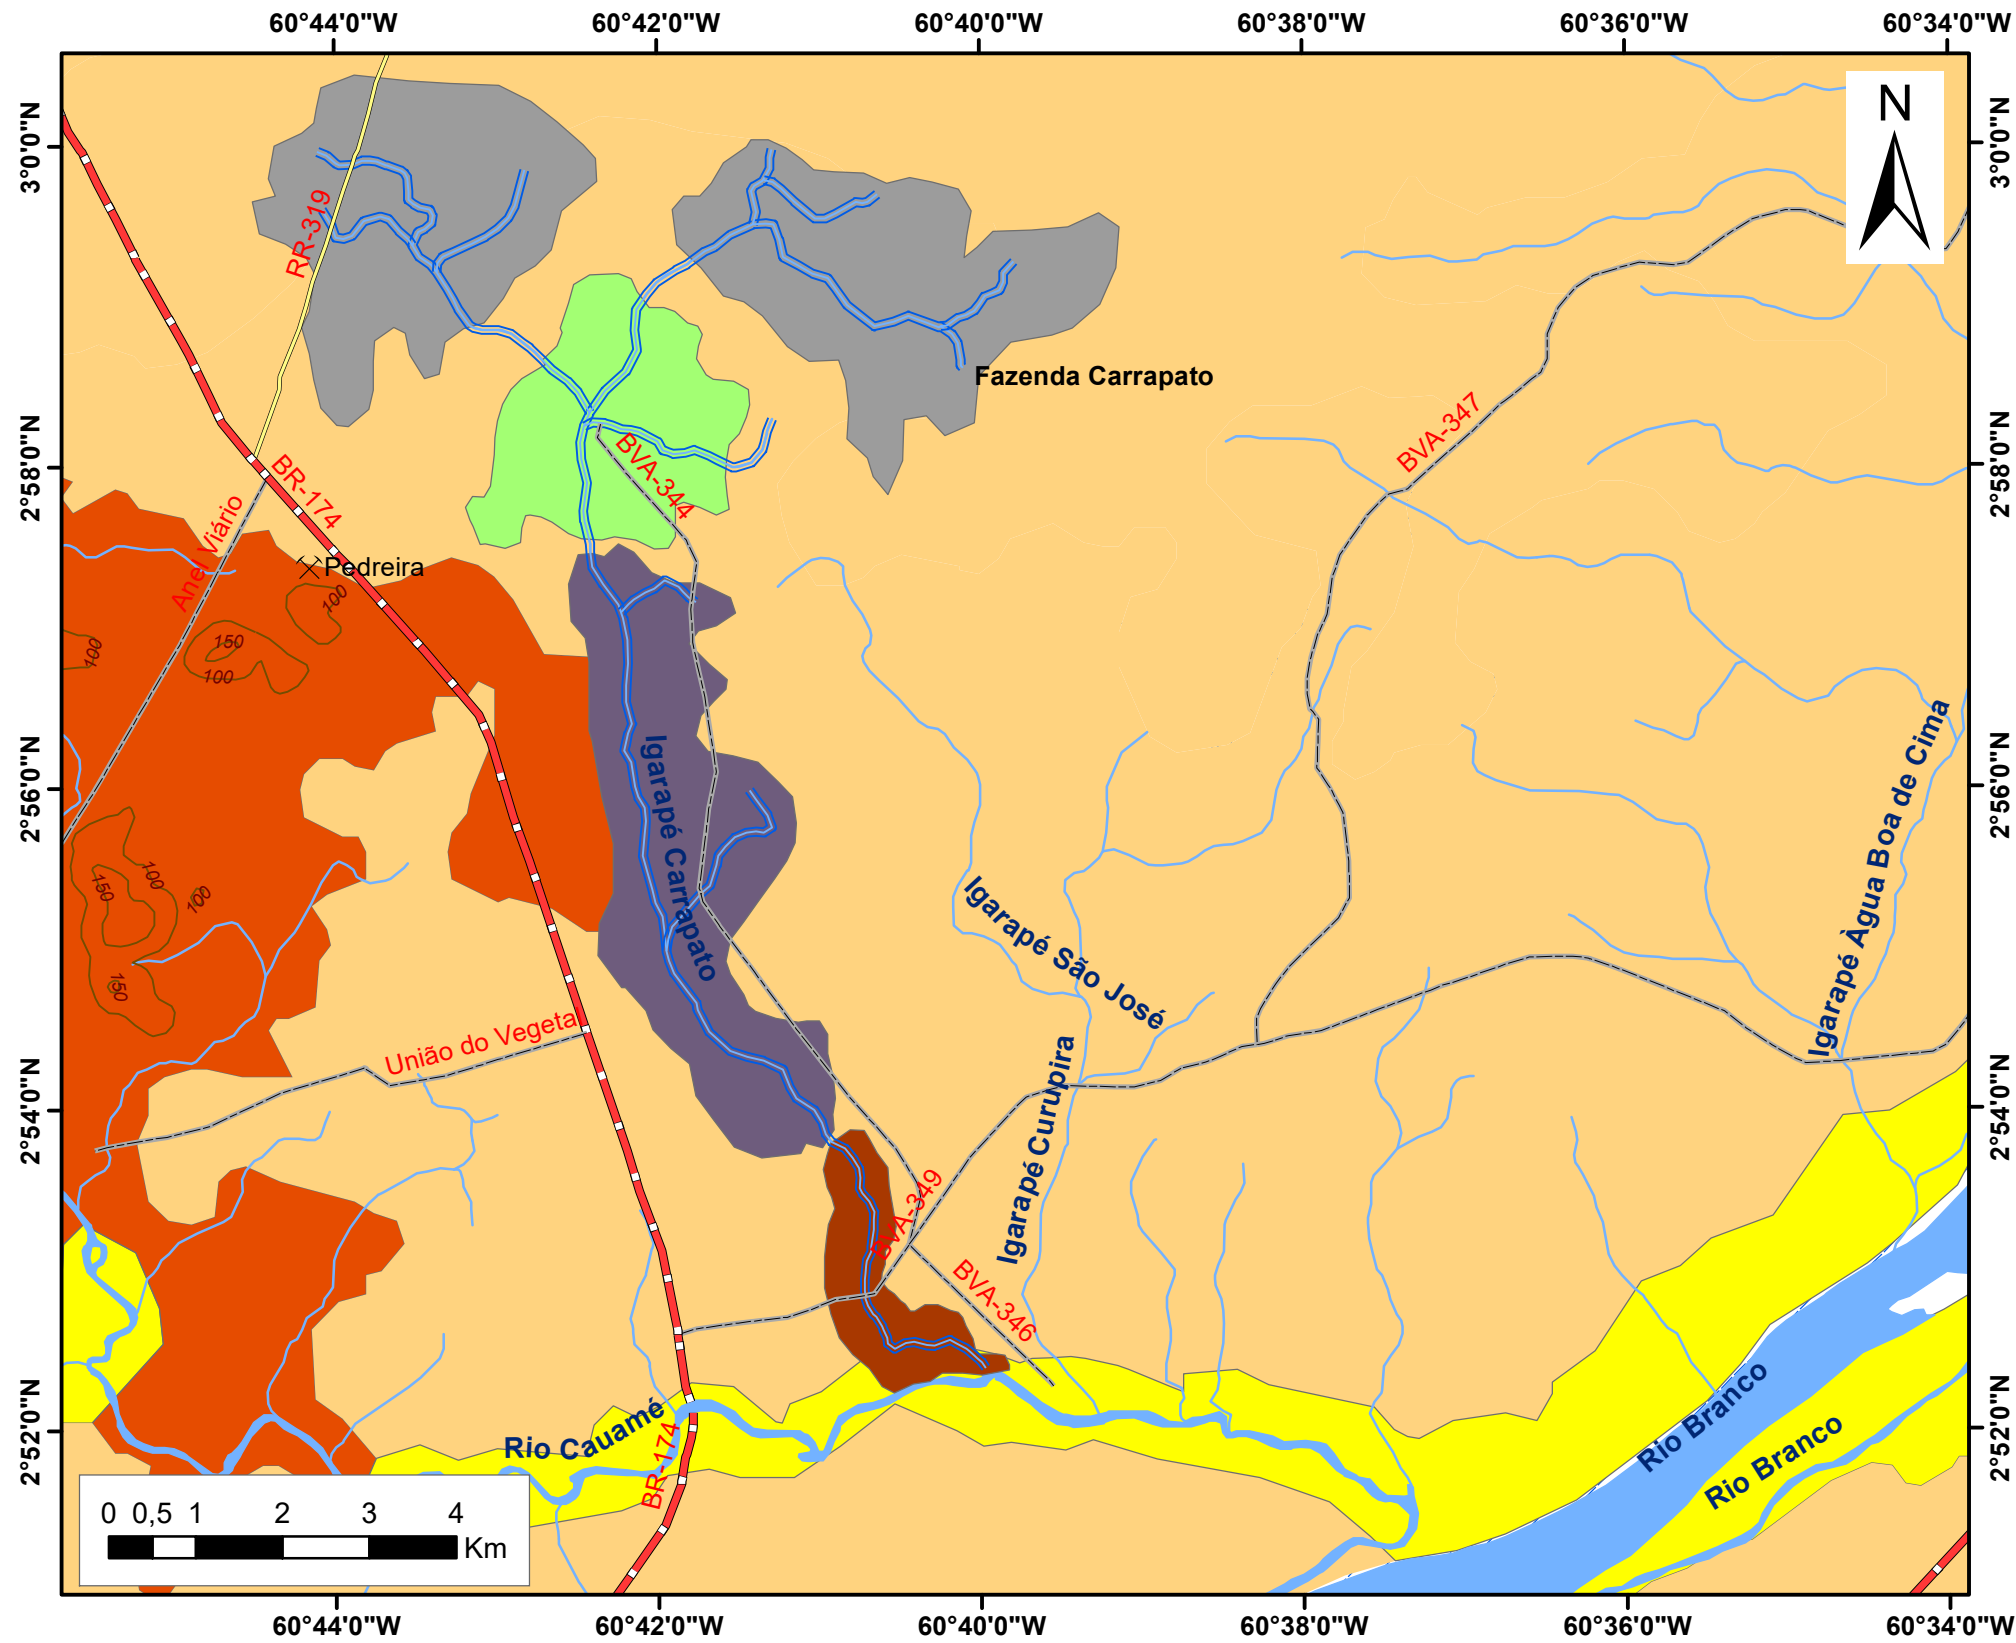 60°44'0"W 60°42'0"W 60°40'0"W 60°38'0"W 60°36'0"W 60°34'0"W
N
3°0'0"N
3°0'0"N
RR-319
Fazenda Carrapato
BVA-347
2°58'0"N
2°58'0"N
BVA-344
BR-174
Anel Viário
Pedreira
100
150
100
100
2°56'0"N
2°56'0"N
Igarapé Carrapato
Igarapé Àgua Boa de Cima
100
150
100
150
Igarapé São José
União do Vegetal
Igarapé Curupira
2°54'0"N
2°54'0"N
BVA-349
BVA-346
Rio Branco
Rio Branco
Rio Cauamé
BR-174
2°52'0"N
2°52'0"N
0 0,5 1 2 3 4
Km
60°44'0"W 60°42'0"W 60°40'0"W 60°38'0"W 60°36'0"W 60°34'0"W